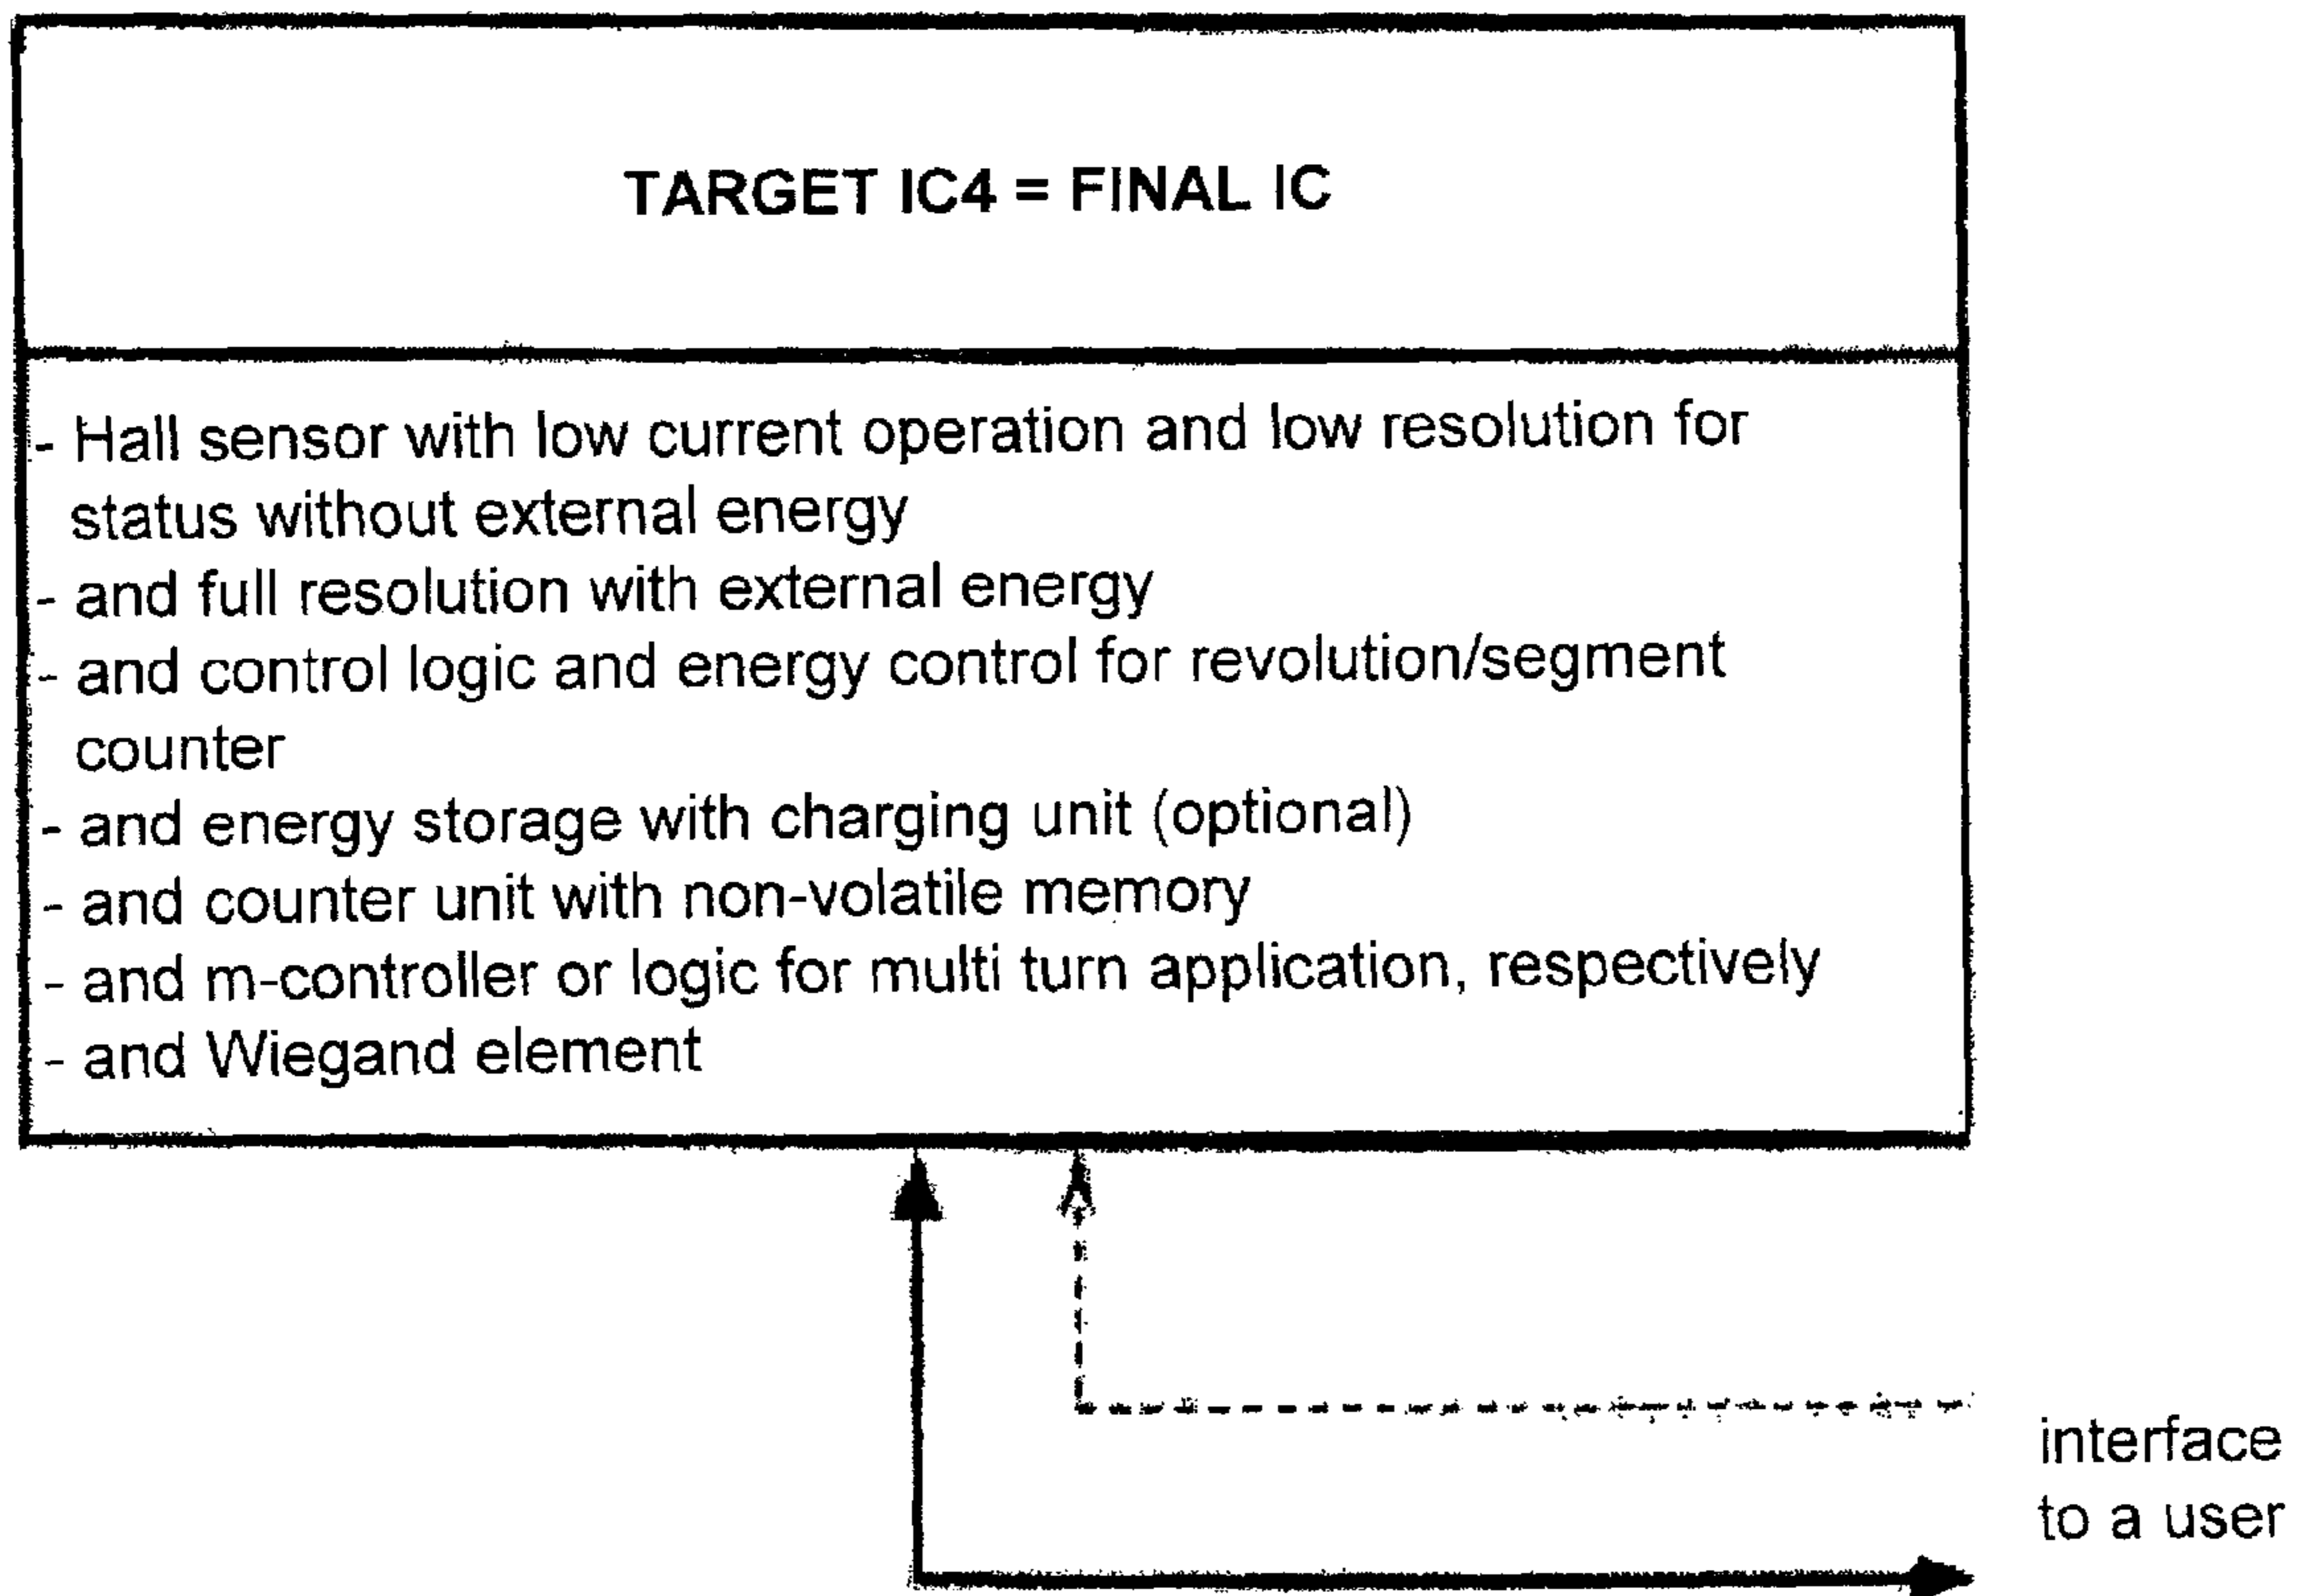 TARGET IC4 = FINAL IC
- Hall sensor with low current operation and low resolution for
status without external energy
- and full resolution with external energy
- and control logic and energy control for revolution/segment
counter
- and energy storage with charging unit (optional)
- and counter unit with non-volatile memory
- and m-controller or logic for multi turn application, respectively
- and Wiegand element
interface
to a user